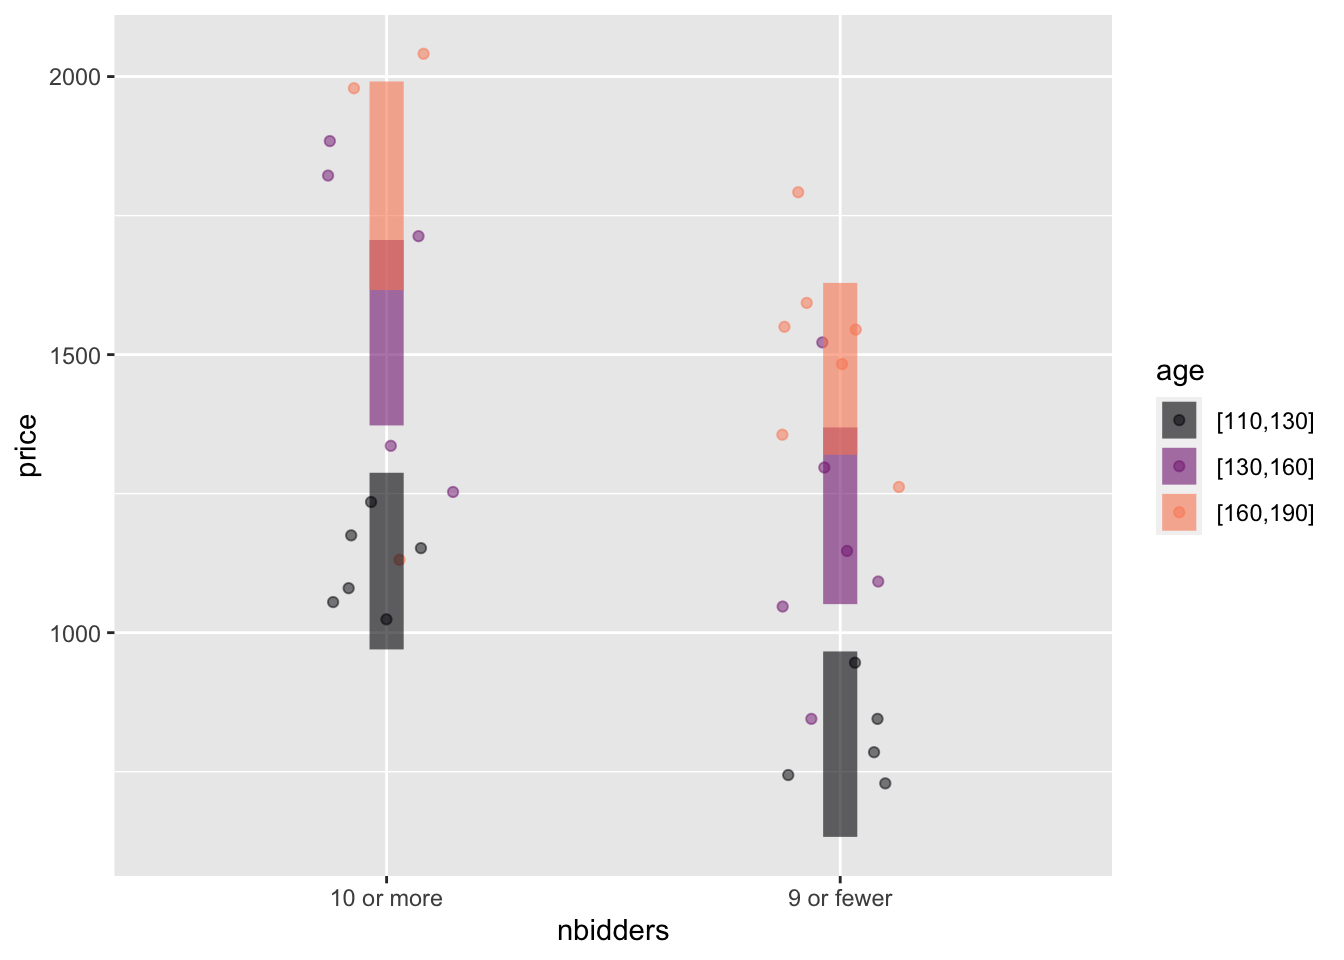 2000
1500
1000
price
10 or more
9 or fewer
nbidders
age
[110,130]
[130,160]
[160,190]